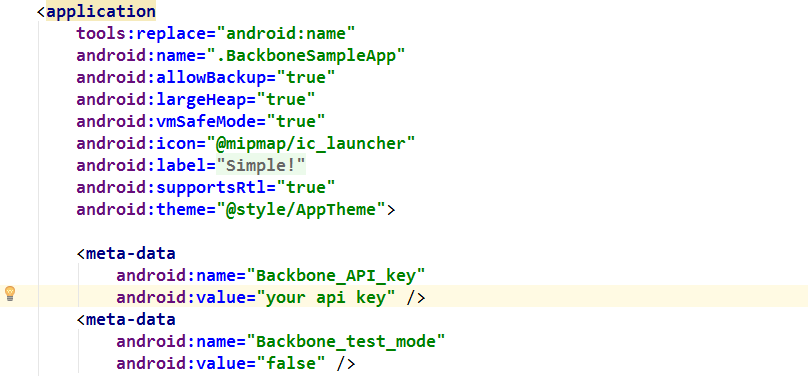 <application
tools:replace="android:name"
android:name=".BackboneSampleApp"
android:allowBackup="true"
android:largeHeap="true"
android:vmSafeMode="true"
android:icon="@mipmap/ic_launcher"
android:label="Simple!"
android:supportsRtl="true"
android:theme="@style/AppTheme">
<meta-data
android:name="Backbone_API_key"
android:value="your api key" />
<meta-data
android:name="Backbone_test_mode"
android:value="false" />